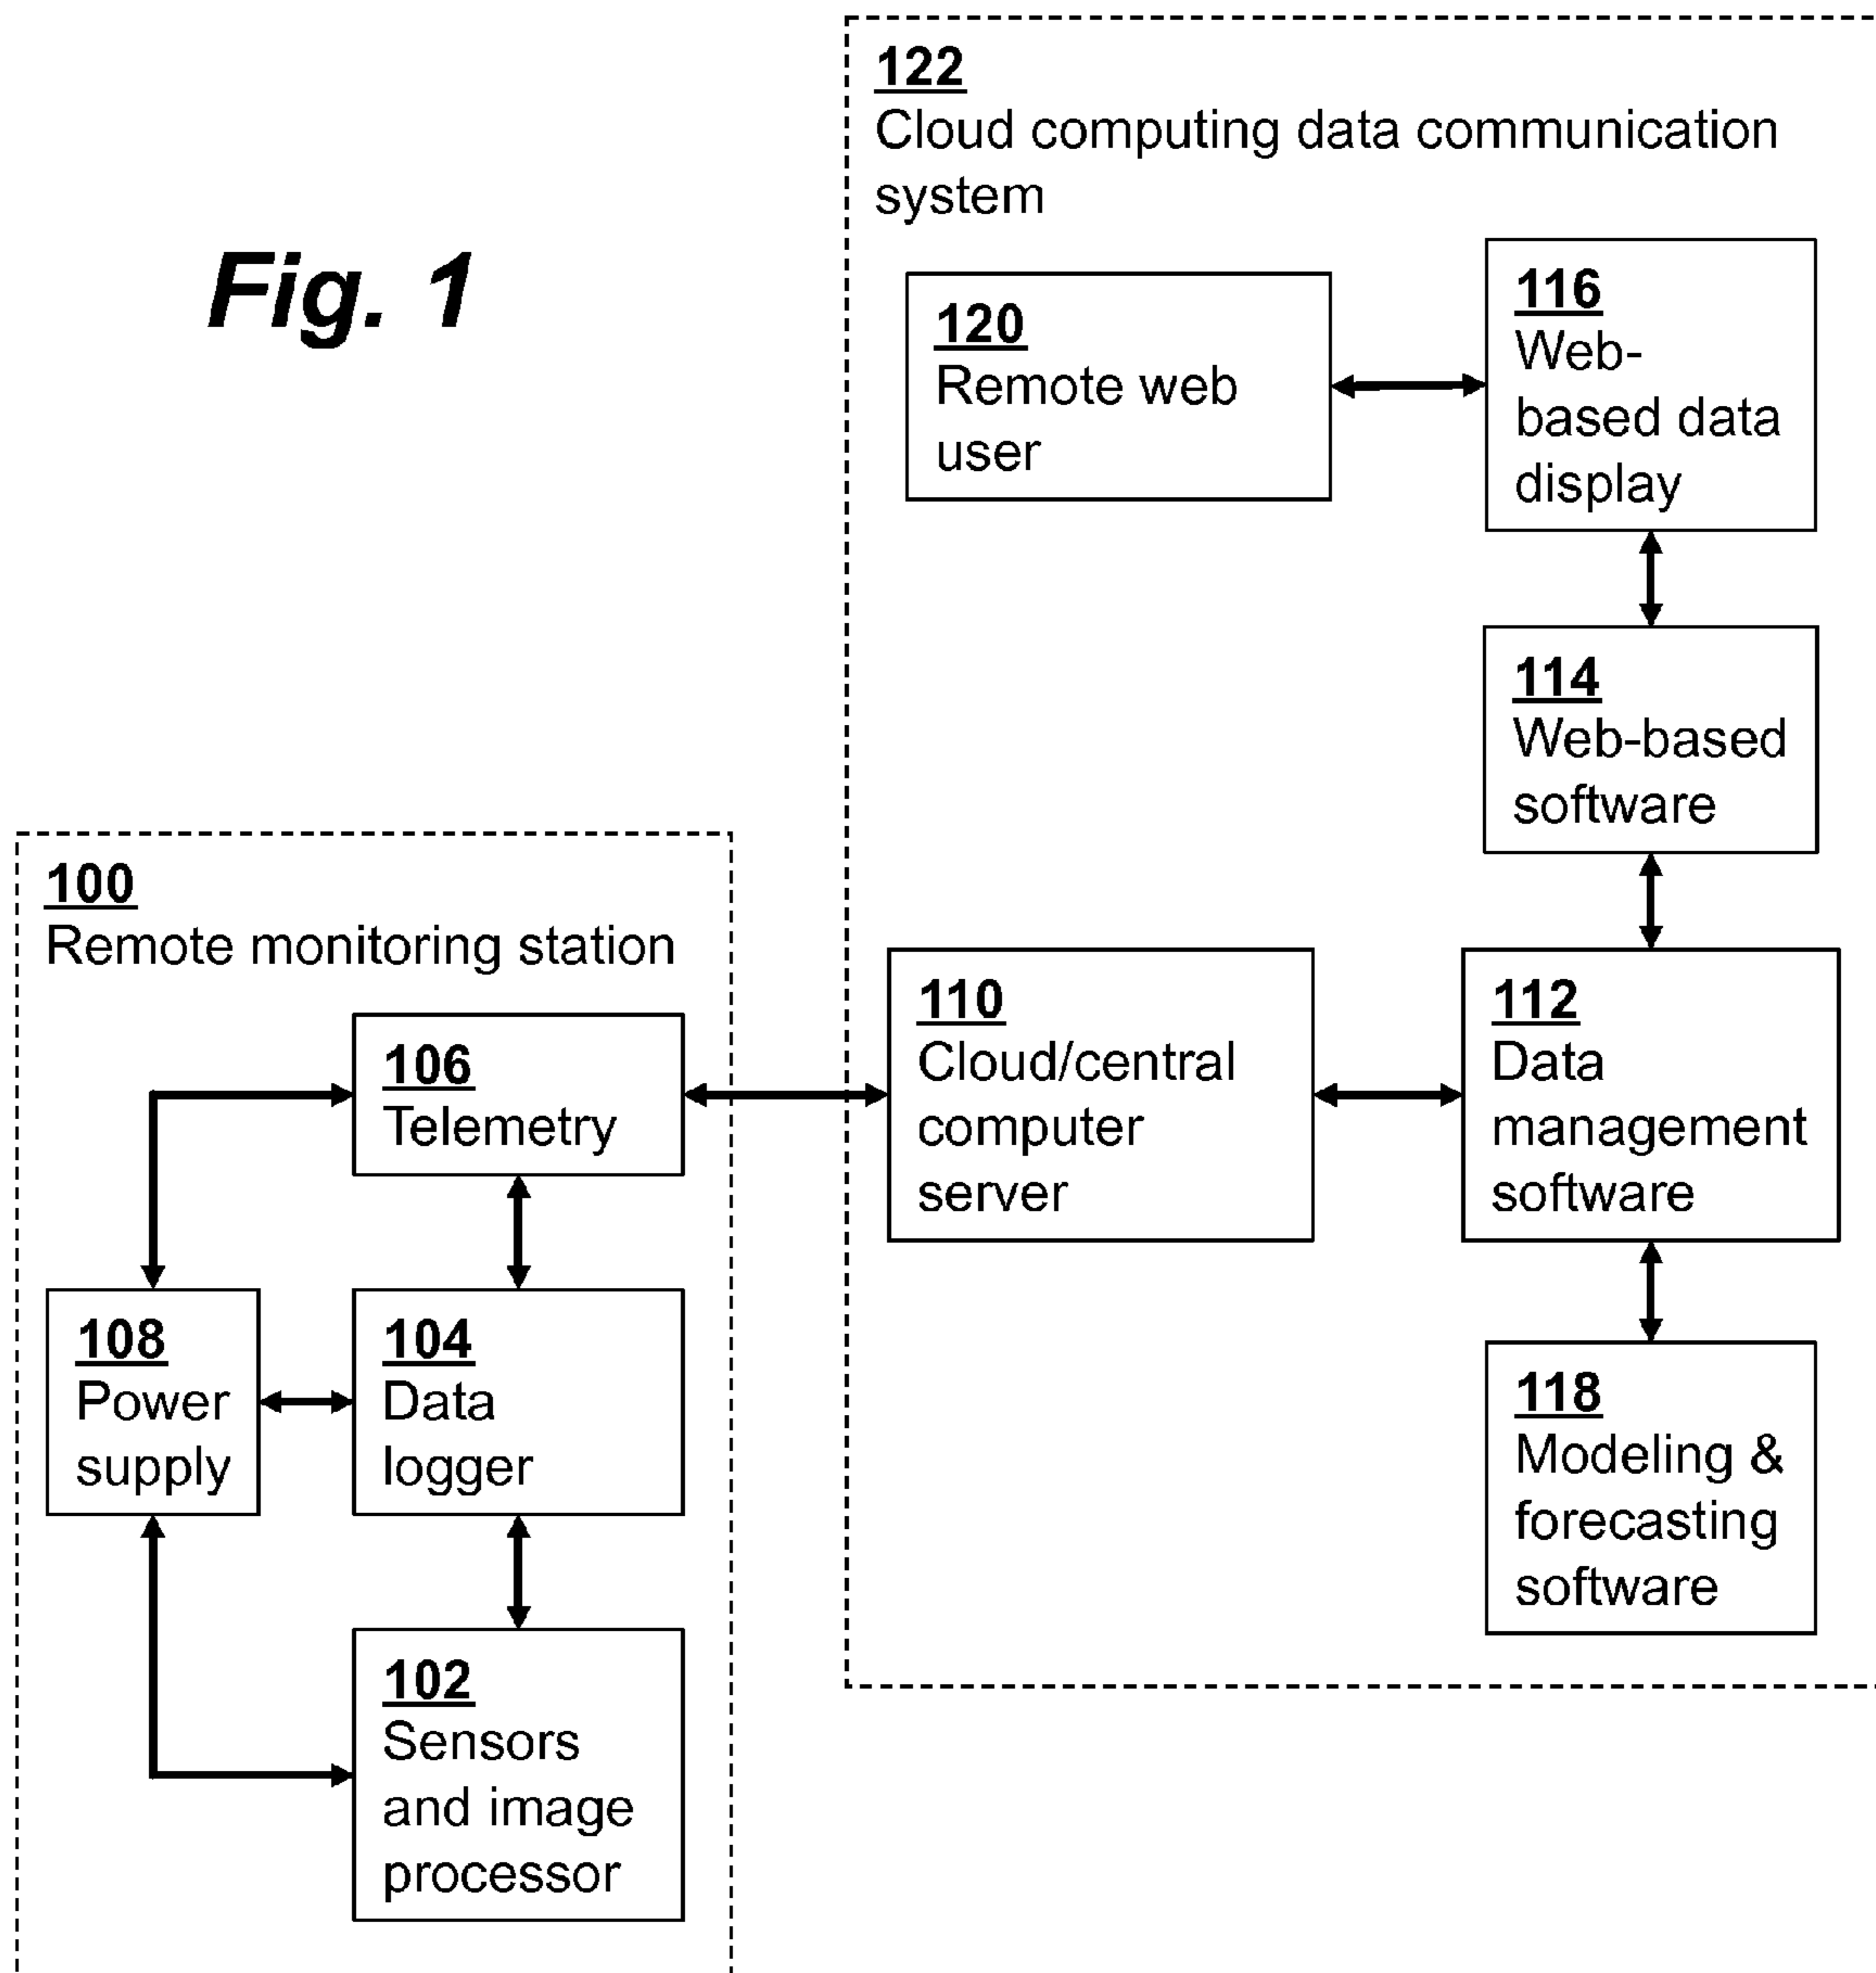 Fig. 1
122
Cloud computing data communication
system
120
Remote web
user
116
Web-
based data
display
114
Web-based
software
100
Remote monitoring station
106
Telemetry
110
Cloud/central
computer
server
112
Data
management
software
108
Power
supply
104
Data
logger
118
Modeling &
forecasting
software
102
Sensors
and image
processor